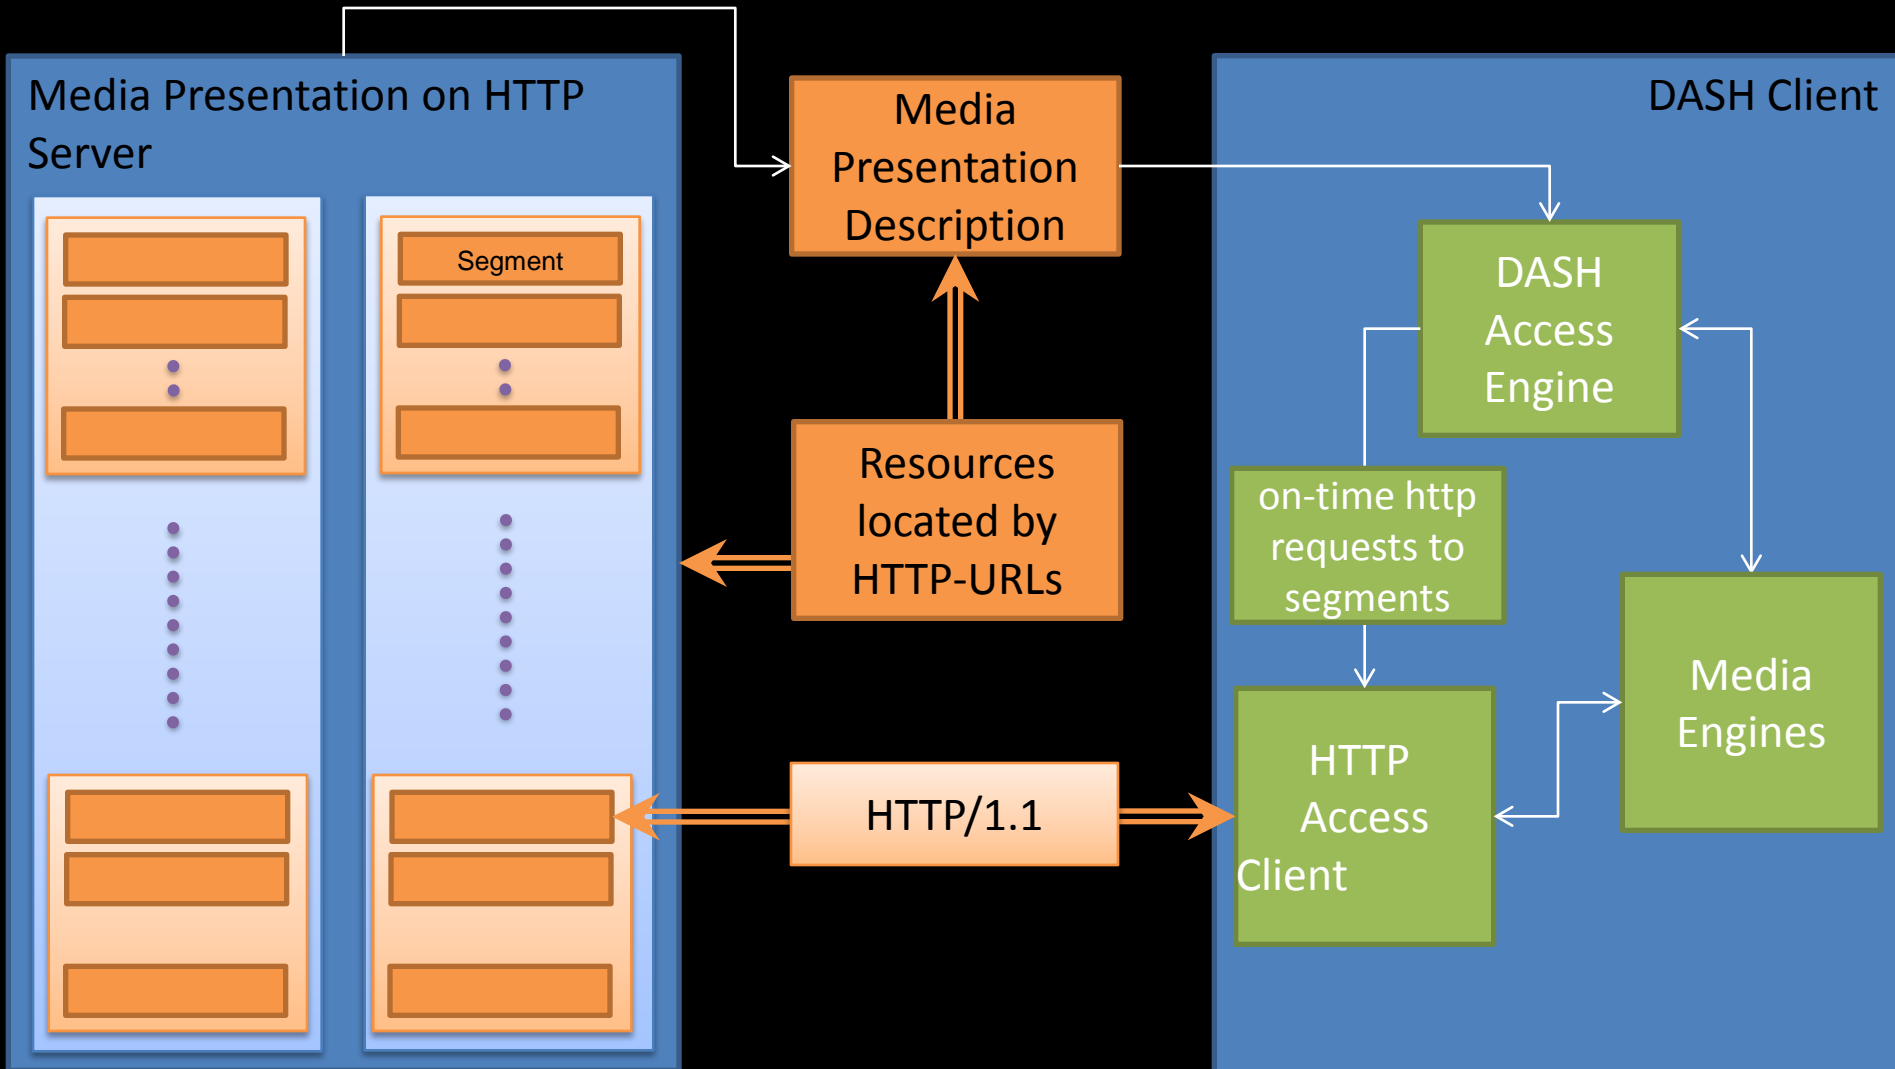 Media Presentation on HTTP
Server
Segment
Media
Presentation
Description
Resources
located by
HTTP-URLs
HTTP/1.1
DASH Client
DASH
Access
Engine
on-time http
requests to
segments
HTTP
Access
Client
Media
Engines